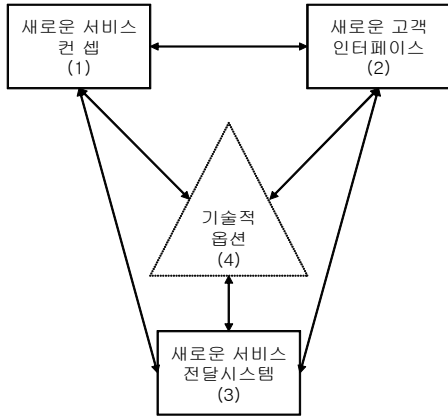 새로운 서비스
컨 셉
(1)
새로운 고객
인터페이스
(2)
기술적
옵션
(4)
새로운 서비스
전달시스템
(3)